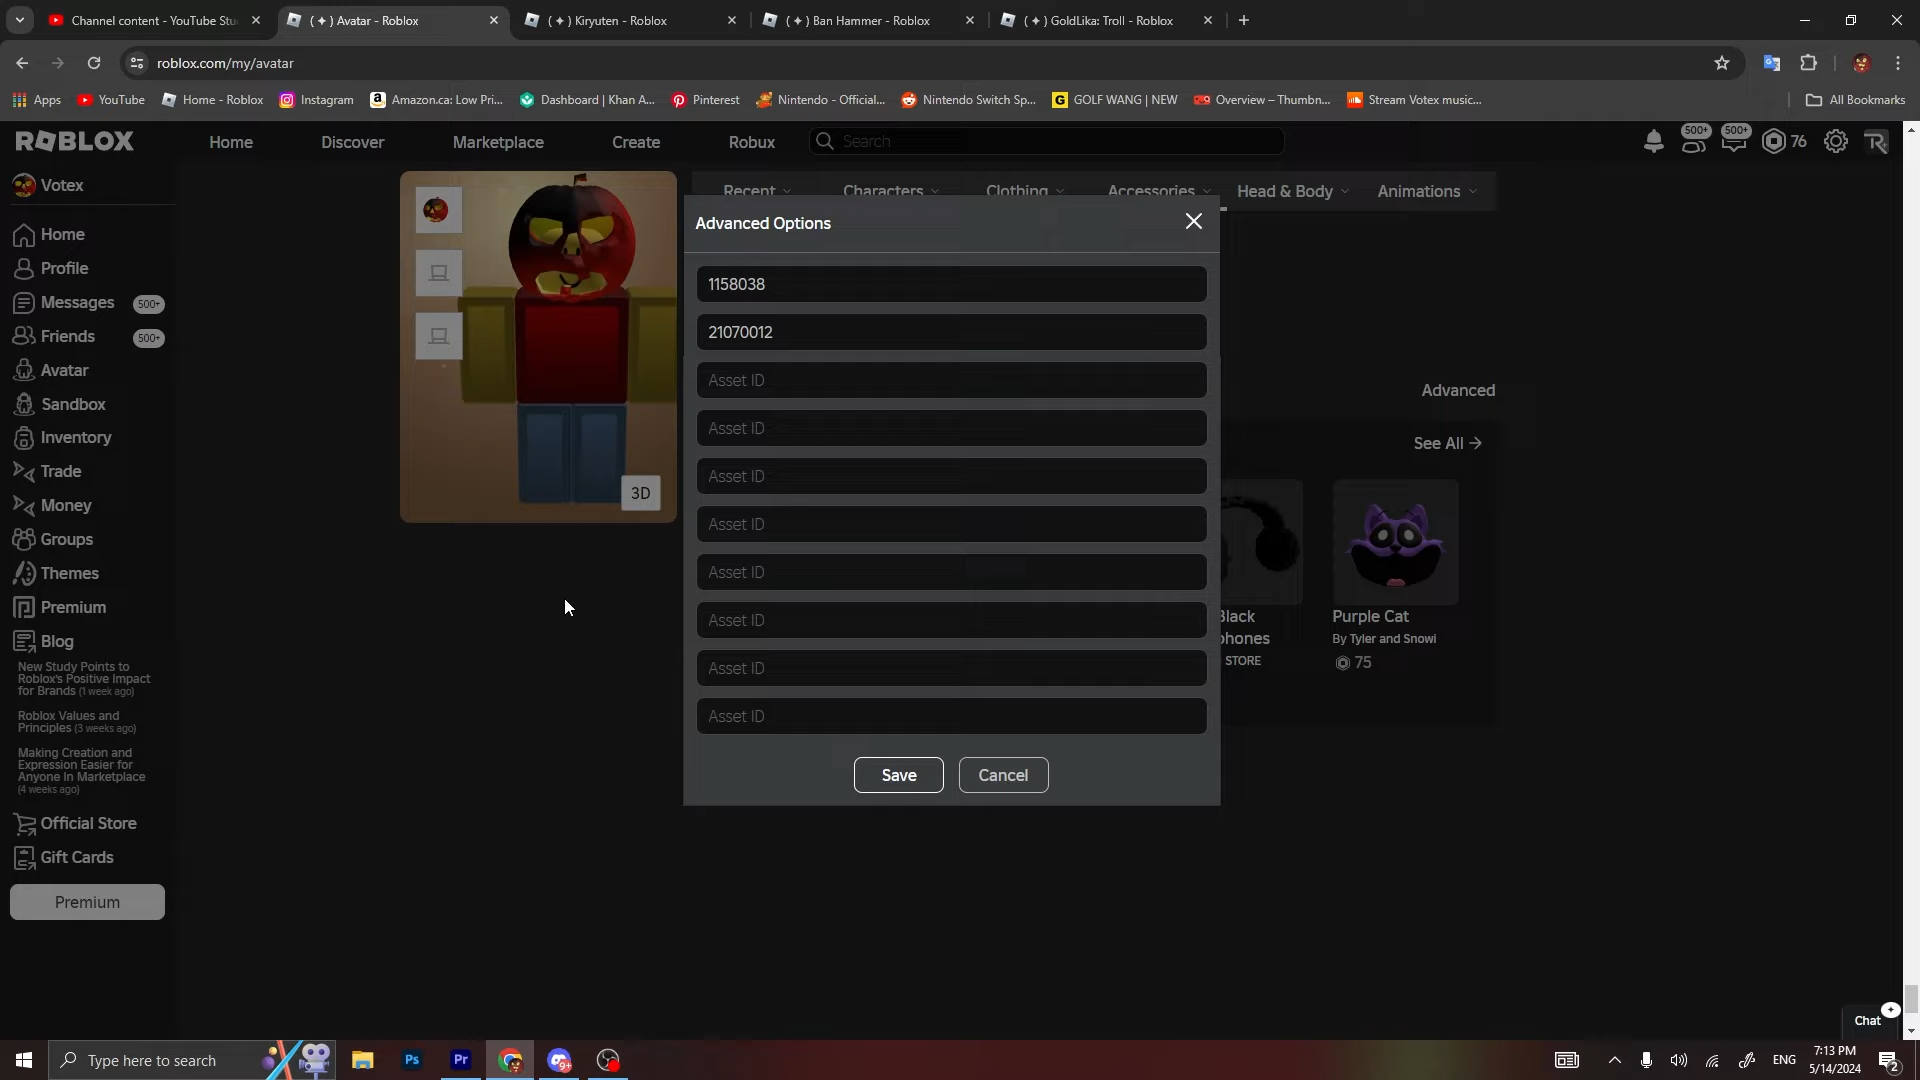 Channel content - YouTube Stu
( ✦ ) Avatar - Roblox
( ✦ ) Kiryuten - Roblox
( ✦ ) Ban Hammer - Roblox
( ✦ ) GoldLika: Troll - Roblox
roblox.com/my/avatar
Apps
YouTube
Home - Roblox
Instagram
Amazon.ca: Low Pri...
Dashboard | Khan A...
Pinterest
Nintendo - Official...
Nintendo Switch Sp...
GOLF WANG | NEW
Overview – Thumbn...
Stream Votex music...
All Bookmarks
ROBLOX
Home
Discover
Marketplace
Create
Robux
Search
500+
500+
76
Votex
Home
Profile
Messages 500+
Friends 500+
Avatar
Sandbox
Inventory
Trade
Money
Groups
Themes
Premium
Blog
New Study Points to
Roblox's Positive Impact
for Brands (1 week ago)
Roblox Values and
Principles (3 weeks ago)
Making Creation and
Expression Easier for
Anyone In Marketplace
(4 weeks ago)
Official Store
Gift Cards
Premium
3D
Recent
Characters
Clothing
Accessories
Head & Body
Animations
Advanced Options
1158038
21070012
Asset ID
Asset ID
Asset ID
Asset ID
Asset ID
Asset ID
Asset ID
Asset ID
Save
Cancel
Advanced
See All
Black
phones
STORE
Purple Cat
By Tyler and Snowi
75
Chat
Type here to search
Ps
Pr
9+
ENG
7:13 PM
5/14/2024
2